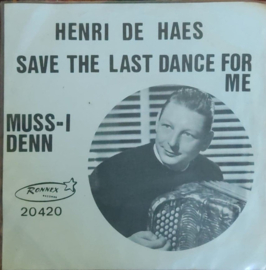 HENRI DE HAES
SAVE THE LAST DANCE FOR
ME
MUSS-I
DENN
RONNEX
20420